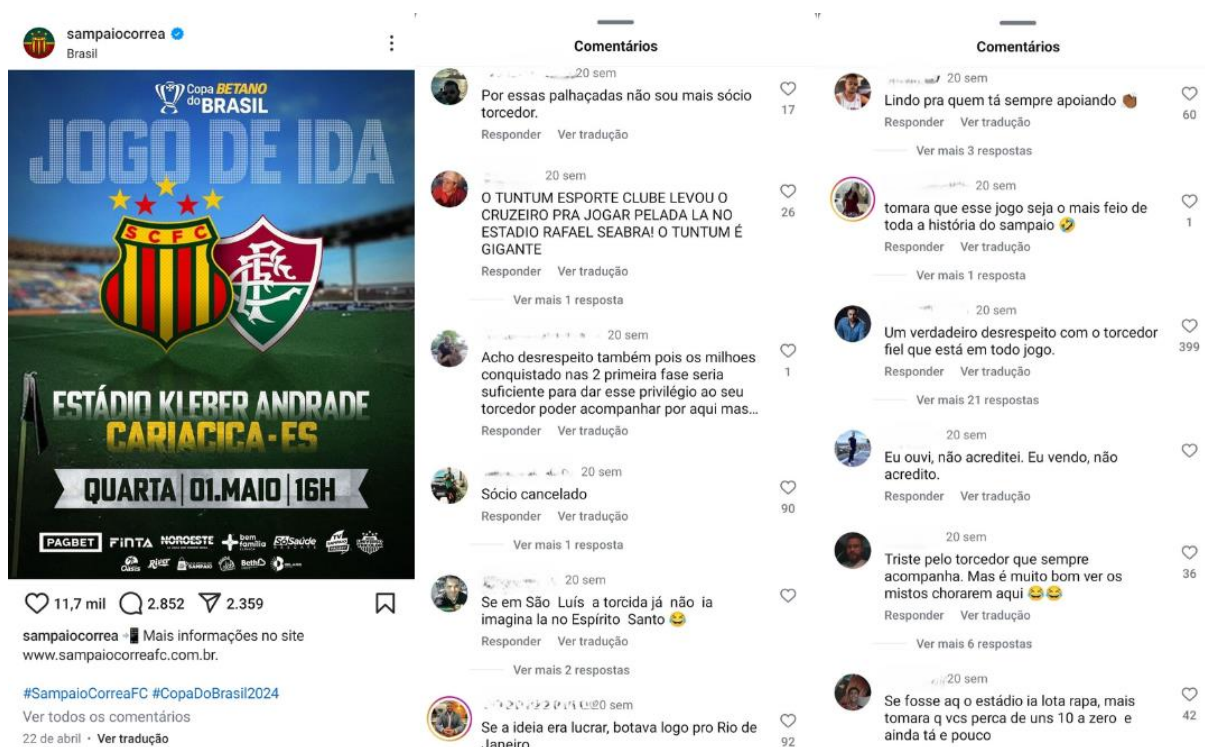 sampaiocorrea
Brasil
Copa BETANO
do BRASIL
JOGO DE IDA
SCFC
ESTÁDIO KLEBER ANDRADE
CARIACICA-ES
QUARTA|01.MAIO|16H
PAGBET FiNTA NOROESTE bem família SóSaúde
Oásis Riet SAMPAIO BethD
11,7 mil 2.852 2.359
sampaiocorrea Mais informações no site
www.sampaiocorreafc.com.br.
#SampaioCorreaFC #CopaDoBrasil2024
Ver todos os comentários
22 de abril • Ver tradução
Comentários
20 sem
Por essas palhaçadas não sou mais sócio
torcedor.
17
Responder Ver tradução
20 sem
O TUNTUM ESPORTE CLUBE LEVOU O
CRUZEIRO PRA JOGAR PELADA LA NO
ESTADIO RAFAEL SEABRA! O TUNTUM É
GIGANTE
26
Responder Ver tradução
Ver mais 1 resposta
20 sem
Acho desrespeito também pois os milhoes
conquistado nas 2 primeira fase seria
suficiente para dar esse privilégio ao seu
torcedor poder acompanhar por aqui mas...
1
Responder Ver tradução
20 sem
Sócio cancelado
90
Responder Ver tradução
Ver mais 1 resposta
20 sem
Se em São Luís a torcida já não ia
imagina la no Espírito Santo 😂
Responder Ver tradução
Ver mais 2 respostas
20 sem
Se a ideia era lucrar, botava logo pro Rio de
Janeiro
92
Comentários
20 sem
Lindo pra quem tá sempre apoiando 👏🏾
60
Responder Ver tradução
Ver mais 3 respostas
20 sem
tomara que esse jogo seja o mais feio de
toda a história do sampaio 🤣
1
Responder Ver tradução
Ver mais 1 resposta
20 sem
Um verdadeiro desrespeito com o torcedor
fiel que está em todo jogo.
399
Responder Ver tradução
Ver mais 21 respostas
20 sem
Eu ouvi, não acreditei. Eu vendo, não
acredito.
Responder Ver tradução
20 sem
Triste pelo torcedor que sempre
acompanha. Mas é muito bom ver os
mistos chorarem aqui 😂😂
36
Responder Ver tradução
Ver mais 6 respostas
20 sem
Se fosse aq o estádio ia lota rapa, mais
tomara q vcs perca de uns 10 a zero e
ainda tá e pouco
42